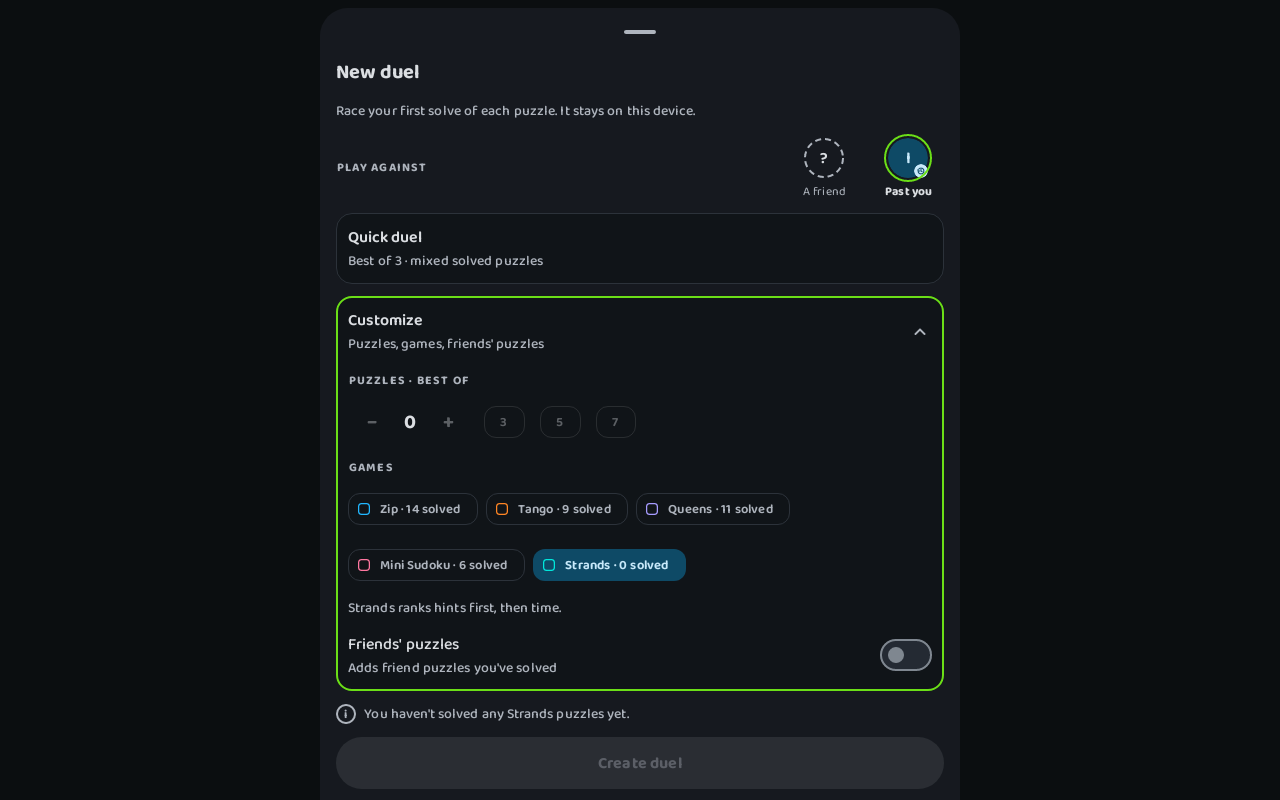 New duel
Race your first solve of each puzzle. It stays on this device.
PLAY AGAINST
?
A friend
I
Past you
Quick duel
Best of 3 · mixed solved puzzles
Customize
Puzzles, games, friends' puzzles
PUZZLES · BEST OF
− 0 + 3 5 7
GAMES
Zip · 14 solved
Tango · 9 solved
Queens · 11 solved
Mini Sudoku · 6 solved
Strands · 0 solved
Strands ranks hints first, then time.
Friends' puzzles
Adds friend puzzles you've solved
You haven't solved any Strands puzzles yet.
Create duel